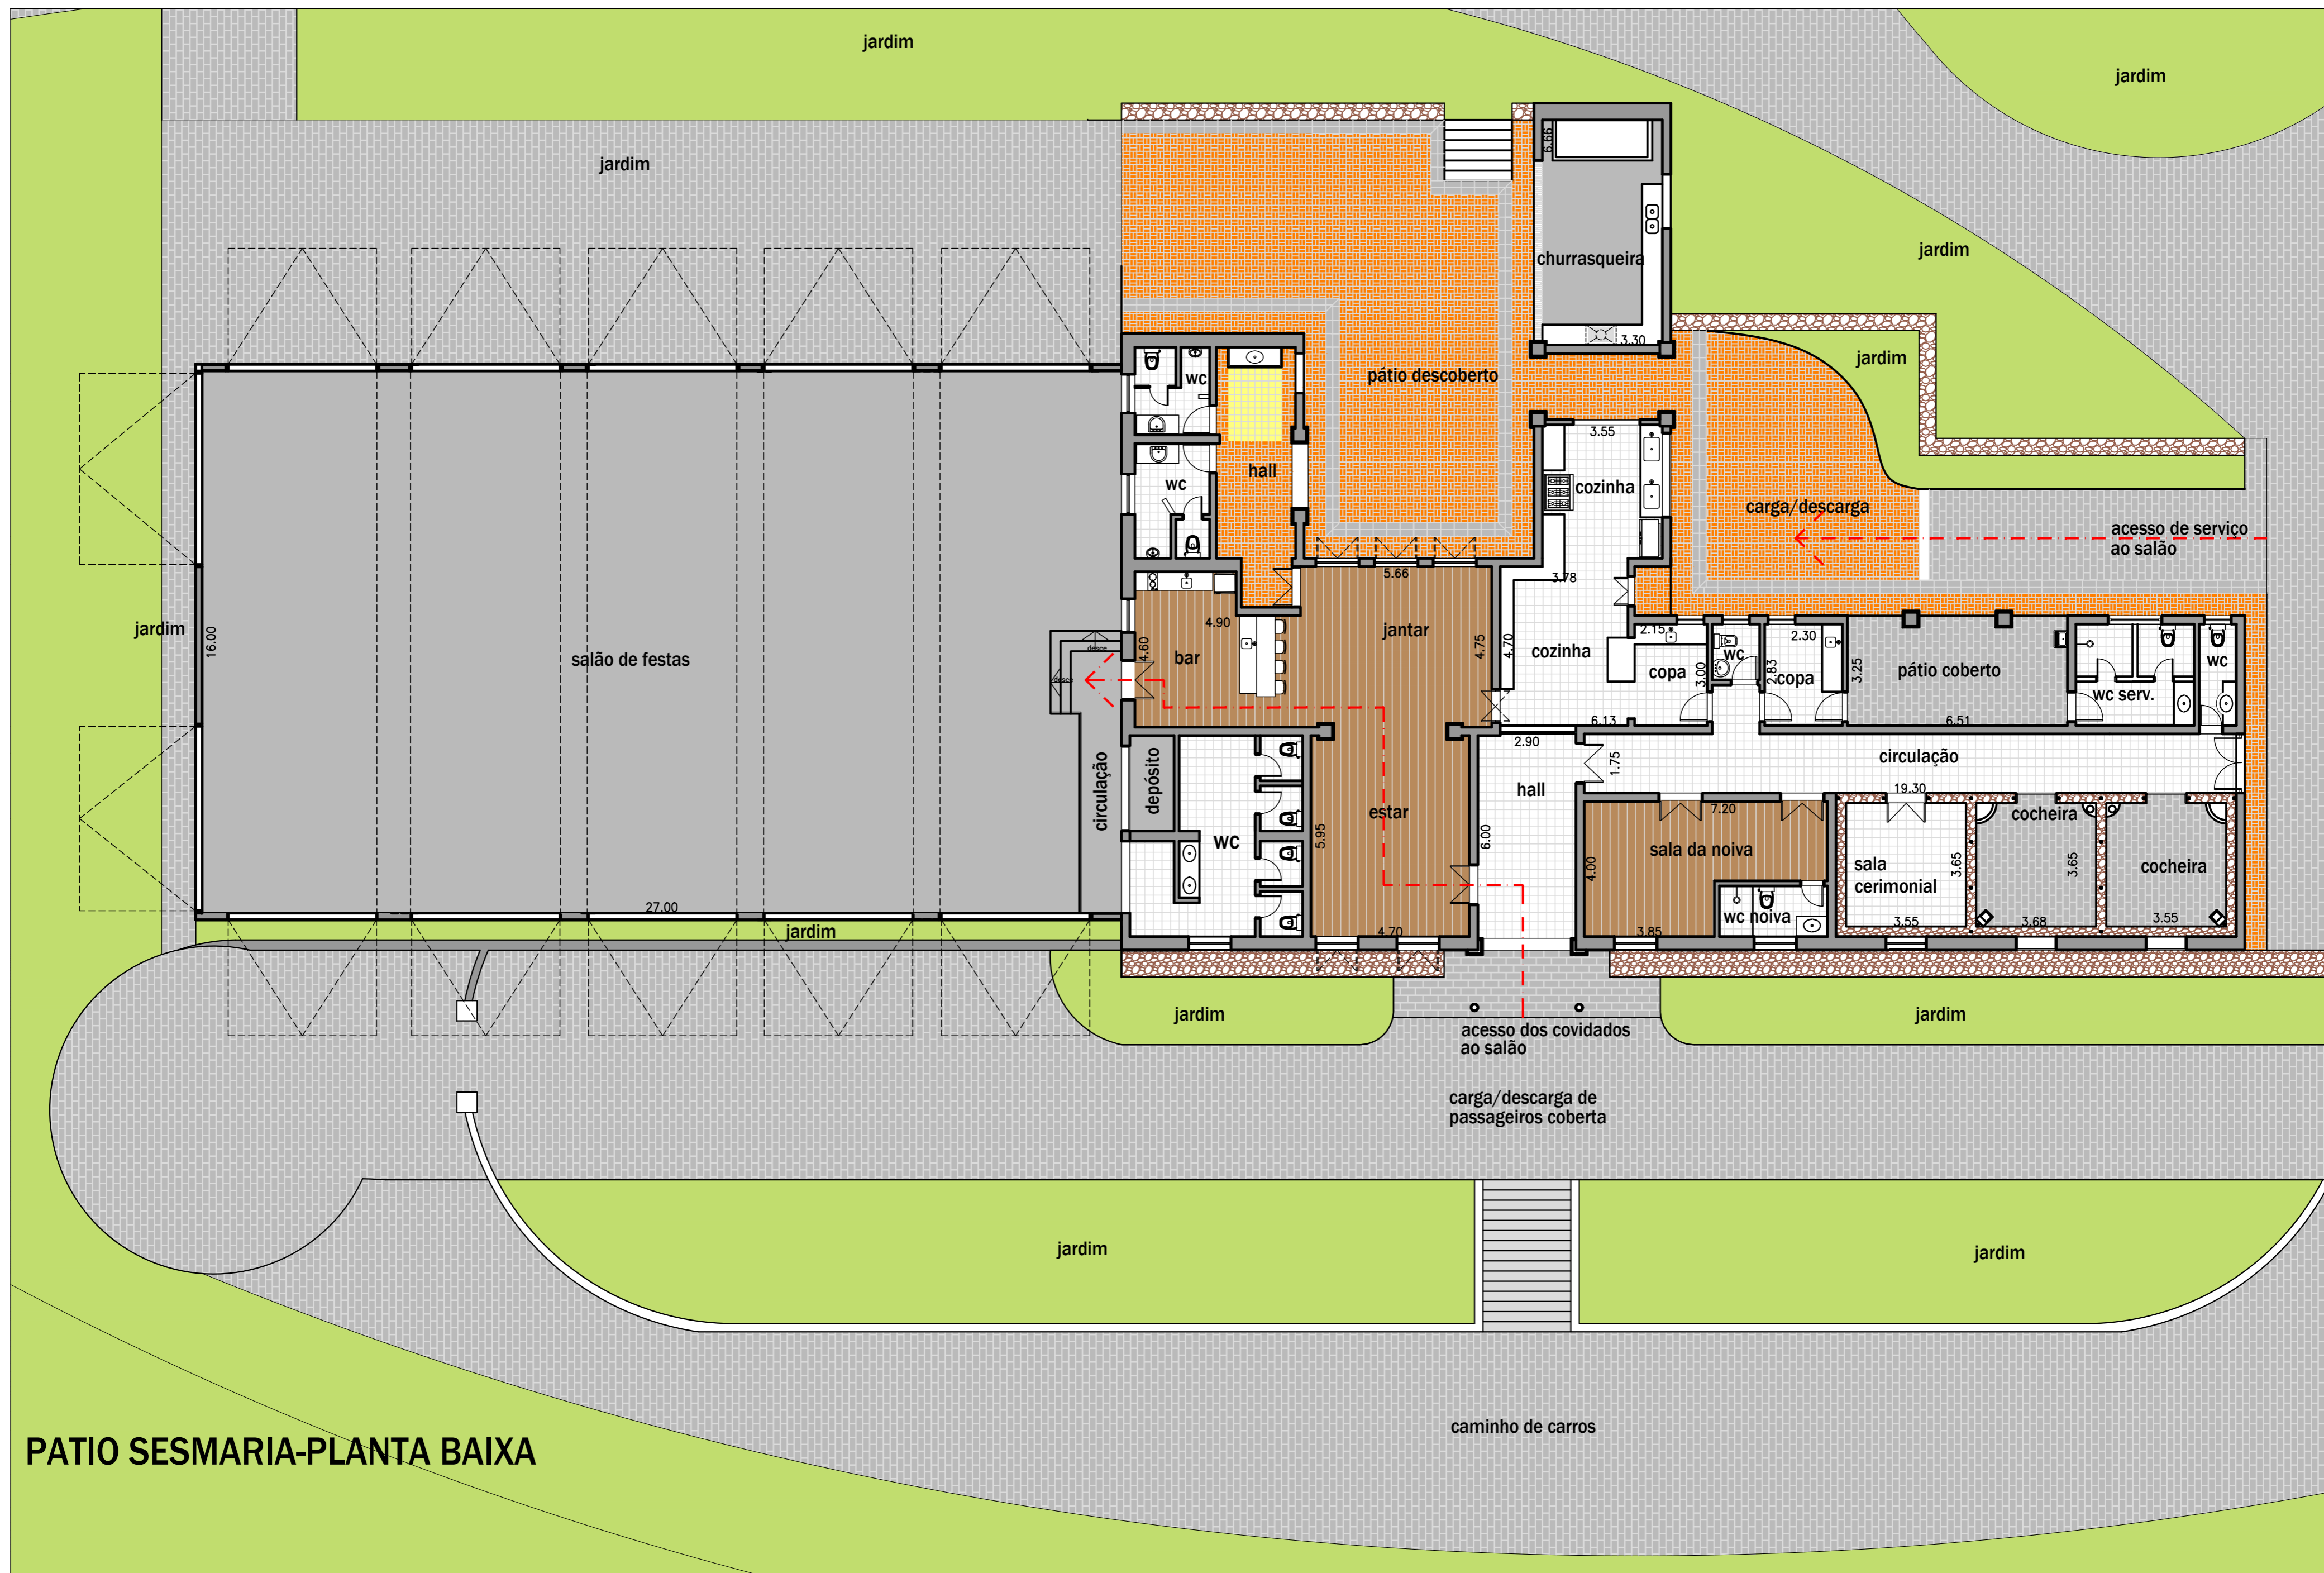 jardim
jardim
jardim
jardim
6.66
churrasqueira
3.30
jardim
pátio descoberto
wc
wc
hall
3.55
cozinha
carga/descarga
acesso de serviço
ao salão
5.66
3.78
jardim
16.00
salão de festas
desce
desce
4.60
4.90
bar
jantar
4.75
4.70
cozinha
2.15
copa
3.00
wc
2.83
2.30
copa
3.25
pátio coberto
wc serv.
wc
6.13
6.51
2.90
1.75
circulação
19.30
circulação
depósito
wc
estar
5.95
4.70
hall
6.00
7.20
sala da noiva
4.00
3.85
wc noiva
sala
cerimonial
3.65
3.55
cocheira
3.65
3.68
cocheira
3.55
27.00
jardim
jardim
jardim
acesso dos covidados
ao salão
carga/descarga de
passageiros coberta
jardim
jardim
caminho de carros
PATIO SESMARIA-PLANTA BAIXA